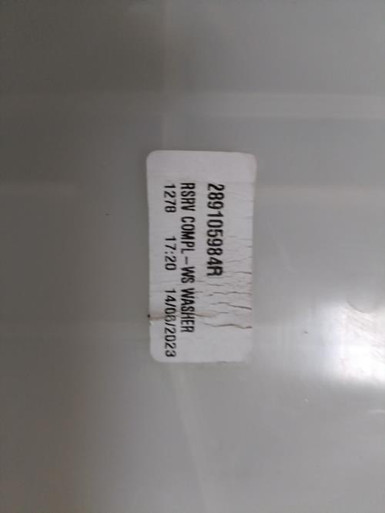 289105984R
RSRV COMPL-WS WASHER
1278 17:20 14/06/2023